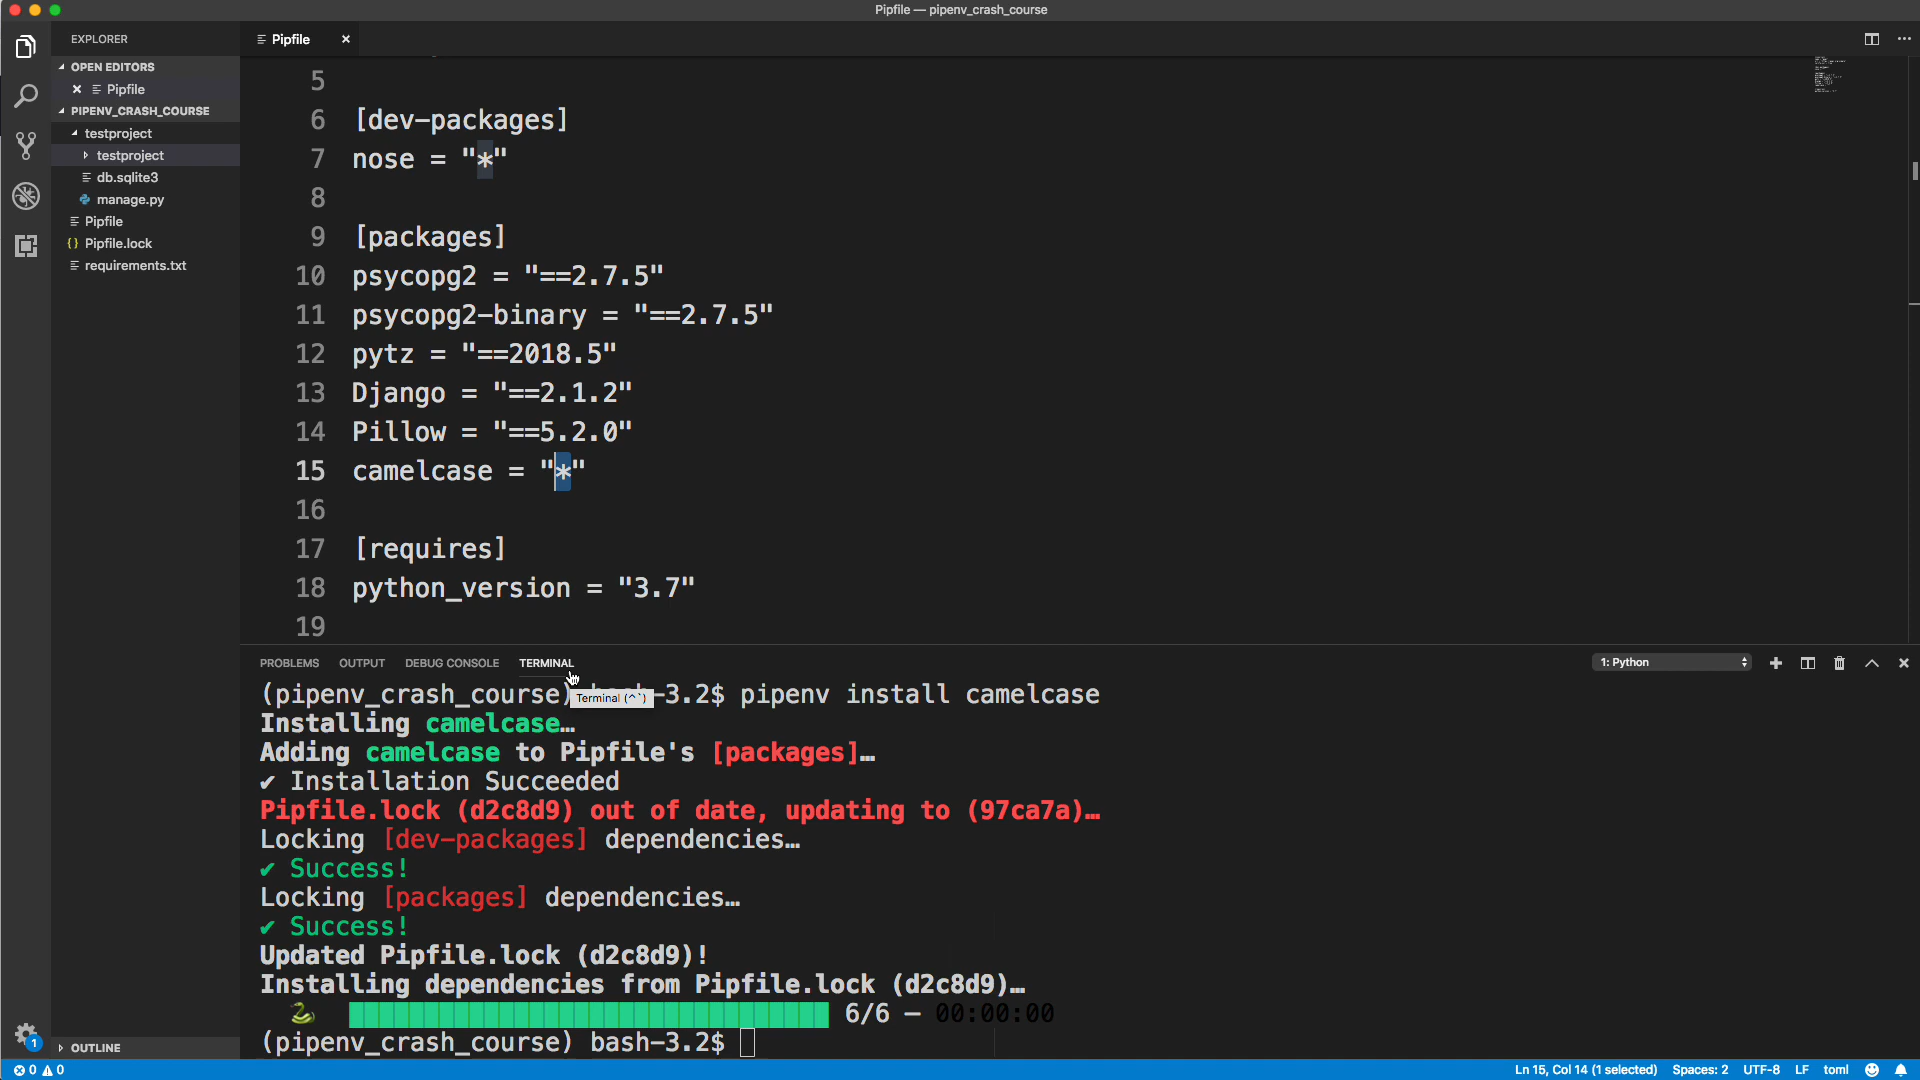 Pipfile — pipenv_crash_course
EXPLORER
OPEN EDITORS
Pipfile
PIPENV_CRASH_COURSE
testproject
testproject
db.sqlite3
manage.py
Pipfile
{} Pipfile.lock
requirements.txt
OUTLINE
1
Pipfile
5
6 [dev-packages]
7 nose = "*"
8
9 [packages]
10 psycopg2 = "==2.7.5"
11 psycopg2-binary = "==2.7.5"
12 pytz = "==2018.5"
13 Django = "==2.1.2"
14 Pillow = "==5.2.0"
15 camelcase = "*"
16
17 [requires]
18 python_version = "3.7"
19
PROBLEMS OUTPUT DEBUG CONSOLE TERMINAL 1: Python
(pipenv_crash_course) -3.2$ pipenv install camelcase
Terminal (^`)
Installing camelcase…
Adding camelcase to Pipfile's [packages]…
✔ Installation Succeeded
Pipfile.lock (d2c8d9) out of date, updating to (97ca7a)…
Locking [dev-packages] dependencies…
✔ Success!
Locking [packages] dependencies…
✔ Success!
Updated Pipfile.lock (d2c8d9)!
Installing dependencies from Pipfile.lock (d2c8d9)…
🐍 6/6 — 00:00:00
(pipenv_crash_course) bash-3.2$
0 0 Ln 15, Col 14 (1 selected) Spaces: 2 UTF-8 LF toml